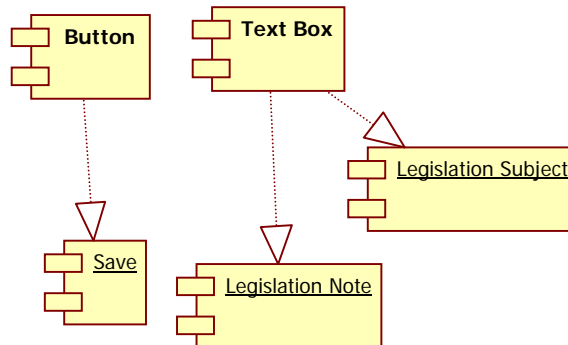 Button
Text Box
Legislation Subject
Save
Legislation Note